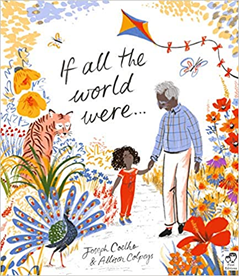 If all the
world
were...
Joseph Coelho
& Allison Colpoys